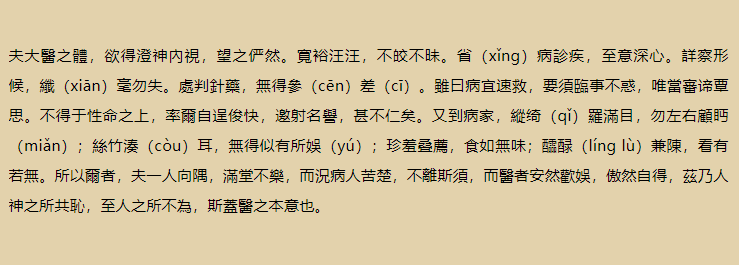 夫大醫之體，欲得澄神內視，望之俨然。寬裕汪汪，不皎不昧。省（xǐng）病診疾，至意深心。詳察形
候，纖（xiān）毫勿失。處判針藥，無得參（cēn）差（cī）。雖曰病宜速救，要須臨事不惑，唯當審谛覃
思。不得于性命之上，率爾自逞俊快，邀射名譽，甚不仁矣。又到病家，縱绮（qǐ）羅滿目，勿左右顧眄
（miǎn）；絲竹湊（còu）耳，無得似有所娛（yú）；珍羞叠薦，食如無味；醽醁（líng lù）兼陳，看有
若無。所以爾者，夫一人向隅，滿堂不樂，而況病人苦楚，不離斯須，而醫者安然歡娛，傲然自得，茲乃人
神之所共恥，至人之所不為，斯蓋醫之本意也。